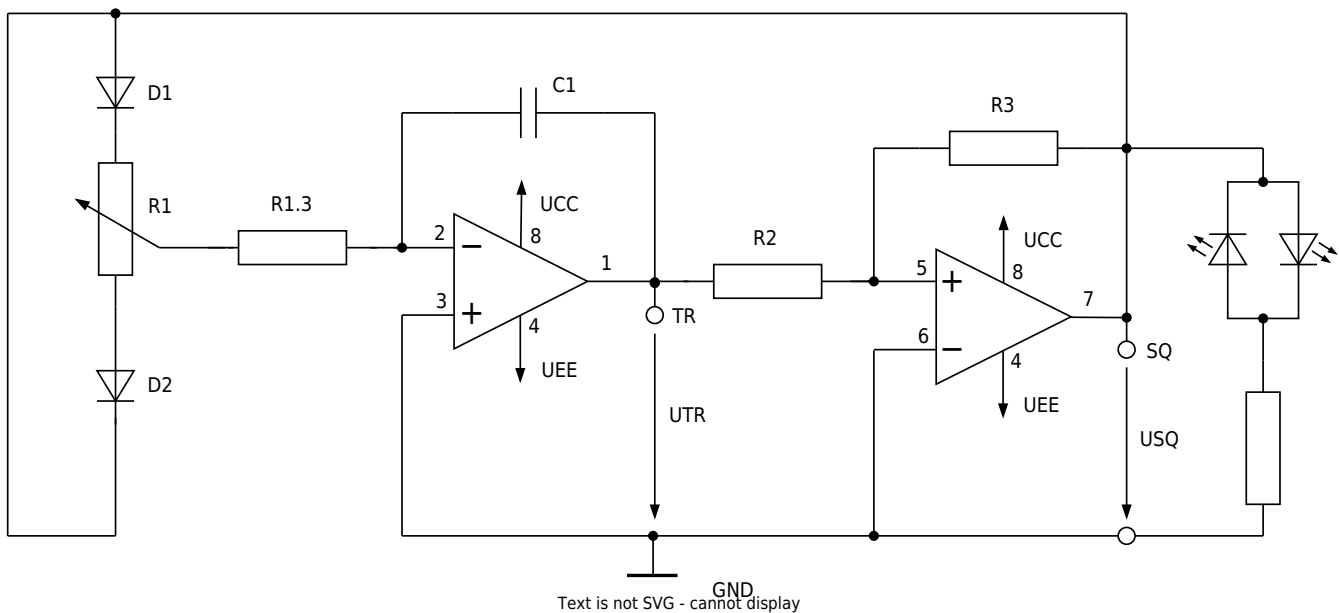 D1
C1
R3
R1
R1.3
UCC
2
8
−
1
R2
UCC
5
8
+
3
+
4
TR
7
6
−
SQ
UEE
4
D2
UTR
UEE
USQ
GND
Text is not SVG - cannot display